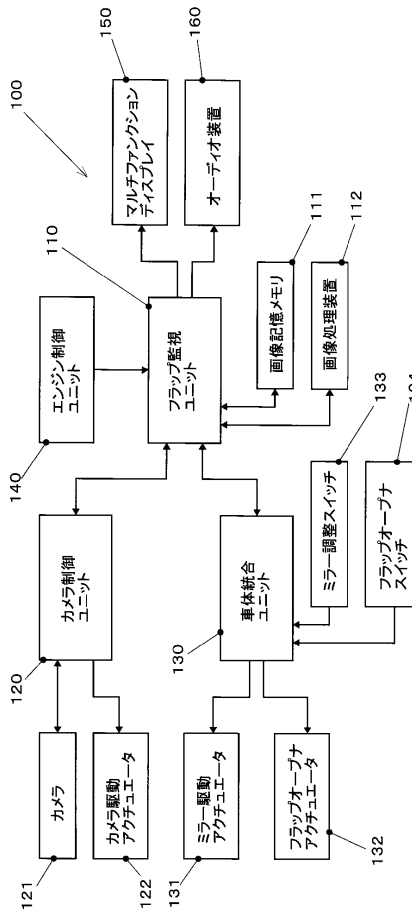 100
140
エンジン制御
ユニット
110
フラップ監視
ユニット
150
マルチファンクション
ディスプレイ
160
オーディオ装置
111
画像記憶メモリ
112
画像処理装置
120
カメラ制御
ユニット
121
カメラ
122
カメラ駆動
アクチュエータ
130
車体統合
ユニット
131
ミラー駆動
アクチュエータ
132
フラップオープナ
アクチュエータ
133
ミラー調整スイッチ
フラップオープナ
スイッチ